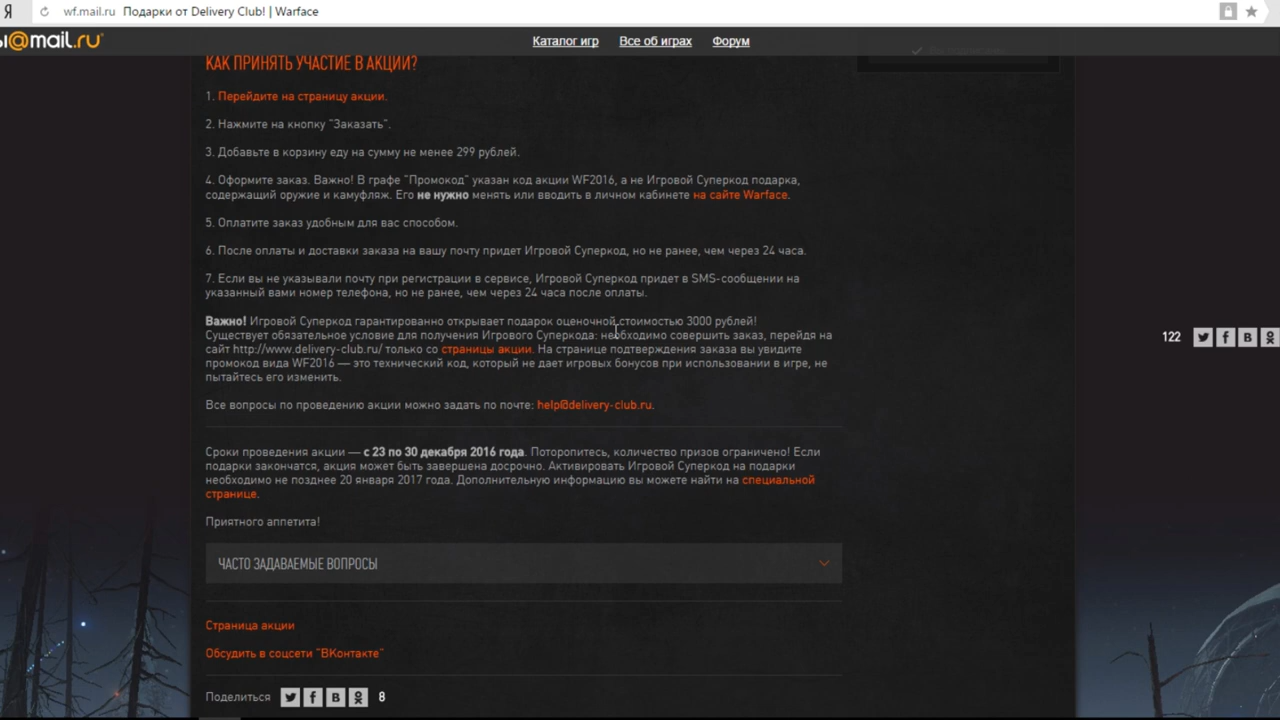 Я
wf.mail.ru Подарки от Delivery Club! | Warface
ы@mail.ru
Каталог игр Все об играх Форум
КАК ПРИНЯТЬ УЧАСТИЕ В АКЦИИ?
1. Перейдите на страницу акции.
2. Нажмите на кнопку "Заказать".
3. Добавьте в корзину еду на сумму не менее 299 рублей.
4. Оформите заказ. Важно! В графе "Промокод" указан код акции WF2016, а не Игровой Суперкод подарка,
содержащий оружие и камуфляж. Его не нужно менять или вводить в личном кабинете на сайте Warface.
5. Оплатите заказ удобным для вас способом.
6. После оплаты и доставки заказа на вашу почту придет Игровой Суперкод, но не ранее, чем через 24 часа.
7. Если вы не указывали почту при регистрации в сервисе, Игровой Суперкод придет в SMS-сообщении на
указанный вами номер телефона, но не ранее, чем через 24 часа после оплаты.
Важно! Игровой Суперкод гарантированно открывает подарок оценочной стоимостью 3000 рублей!
Существует обязательное условие для получения Игрового Суперкода: необходимо совершить заказ, перейдя на
сайт http://www.delivery-club.ru/ только со страницы акции. На странице подтверждения заказа вы увидите
промокод вида WF2016 — это технический код, который не дает игровых бонусов при использовании в игре, не
пытайтесь его изменить.
122
Все вопросы по проведению акции можно задать по почте: help@delivery-club.ru.
Сроки проведения акции — с 23 по 30 декабря 2016 года. Поторопитесь, количество призов ограничено! Если
подарки закончатся, акция может быть завершена досрочно. Активировать Игровой Суперкод на подарки
необходимо не позднее 20 января 2017 года. Дополнительную информацию вы можете найти на специальной
странице.
Приятного аппетита!
ЧАСТО ЗАДАВАЕМЫЕ ВОПРОСЫ
Страница акции
Обсудить в соцсети "ВКонтакте"
Поделиться 8